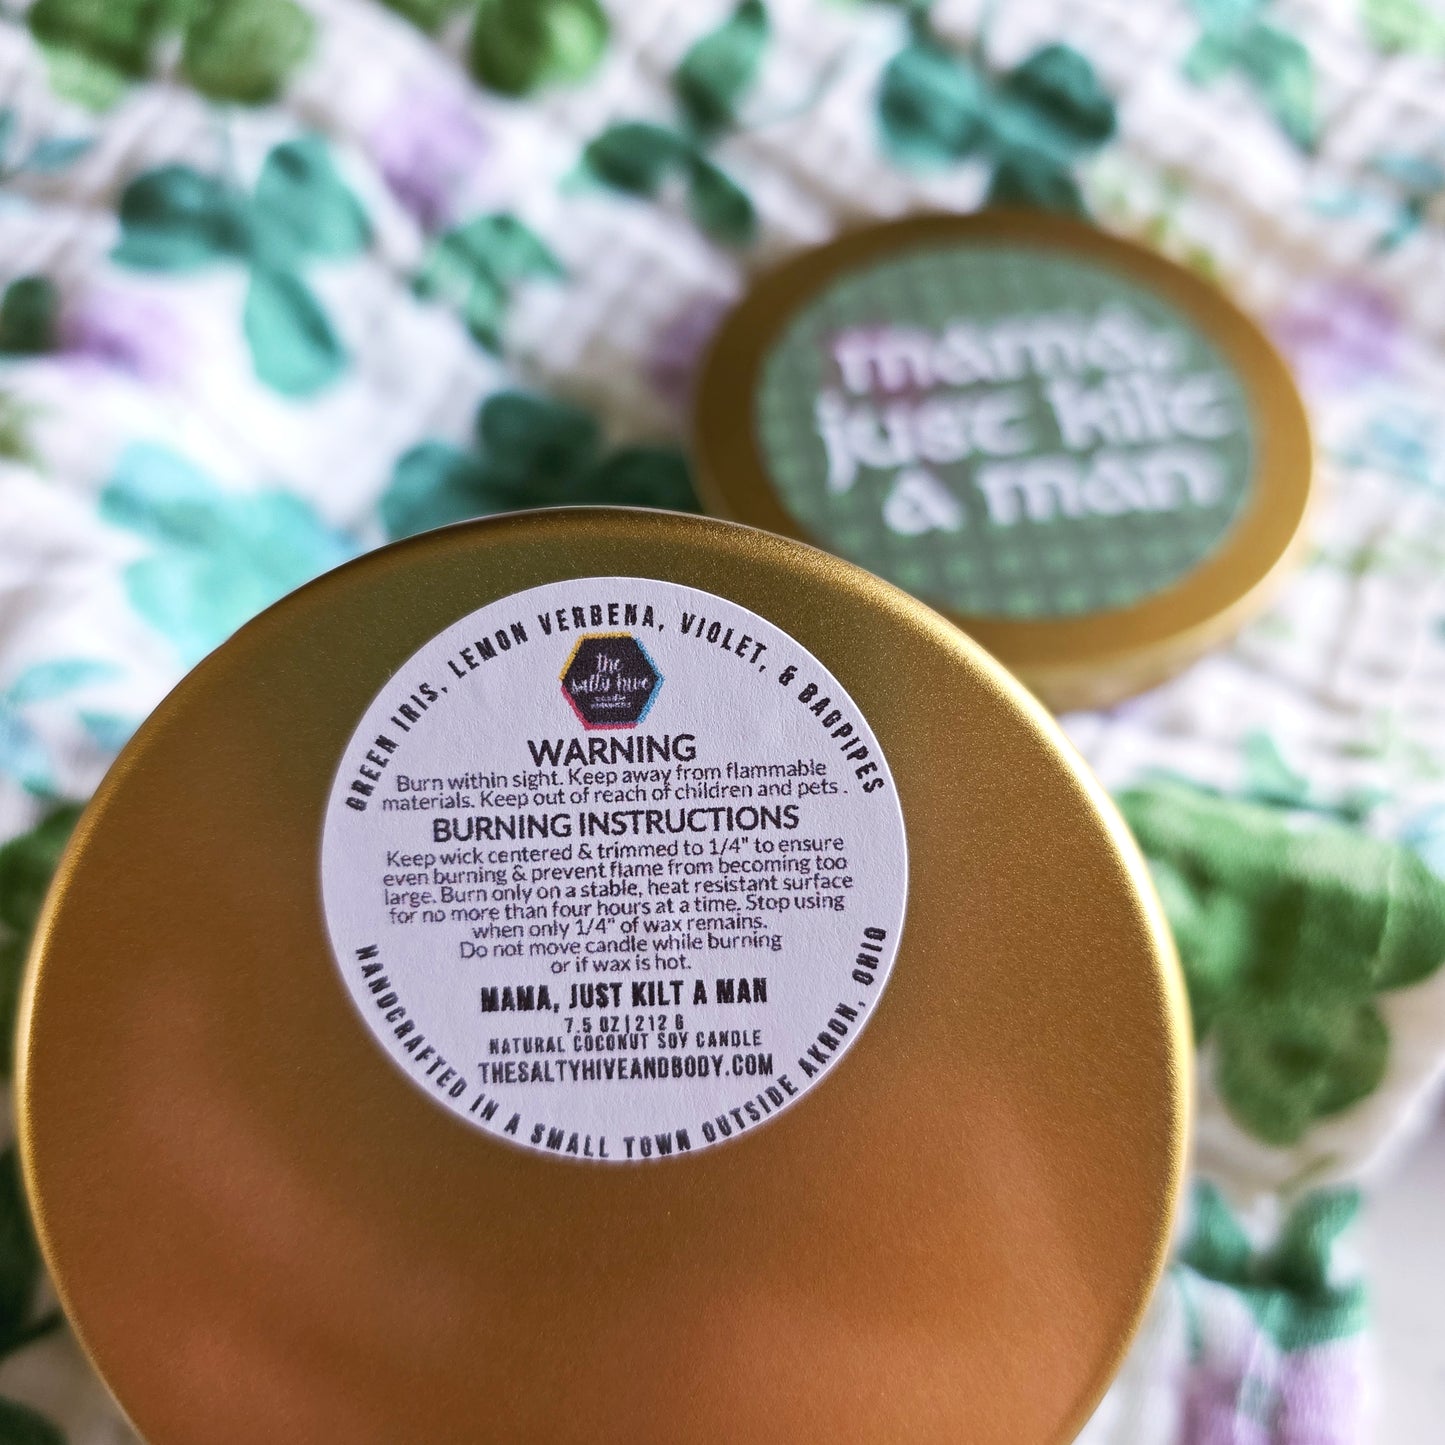 mama,
just kilt
a man
GREEN IRIS, LEMON VERBENA, VIOLET, & BAGPIPES
the
salty hive
WARNING
Burn within sight. Keep away from flammable
materials. Keep out of reach of children and pets .
BURNING INSTRUCTIONS
Keep wick centered & trimmed to 1/4" to ensure
even burning & prevent flame from becoming too
large. Burn only on a stable, heat resistant surface
for no more than four hours at a time. Stop using
when only 1/4" of wax remains.
Do not move candle while burning
or if wax is hot.
MAMA, JUST KILT A MAN
7.5 OZ | 212 G
NATURAL COCONUT SOY CANDLE
THESALTYHIVEANDBODY.COM
HANDCRAFTED IN A SMALL TOWN OUTSIDE AKRON, OHIO